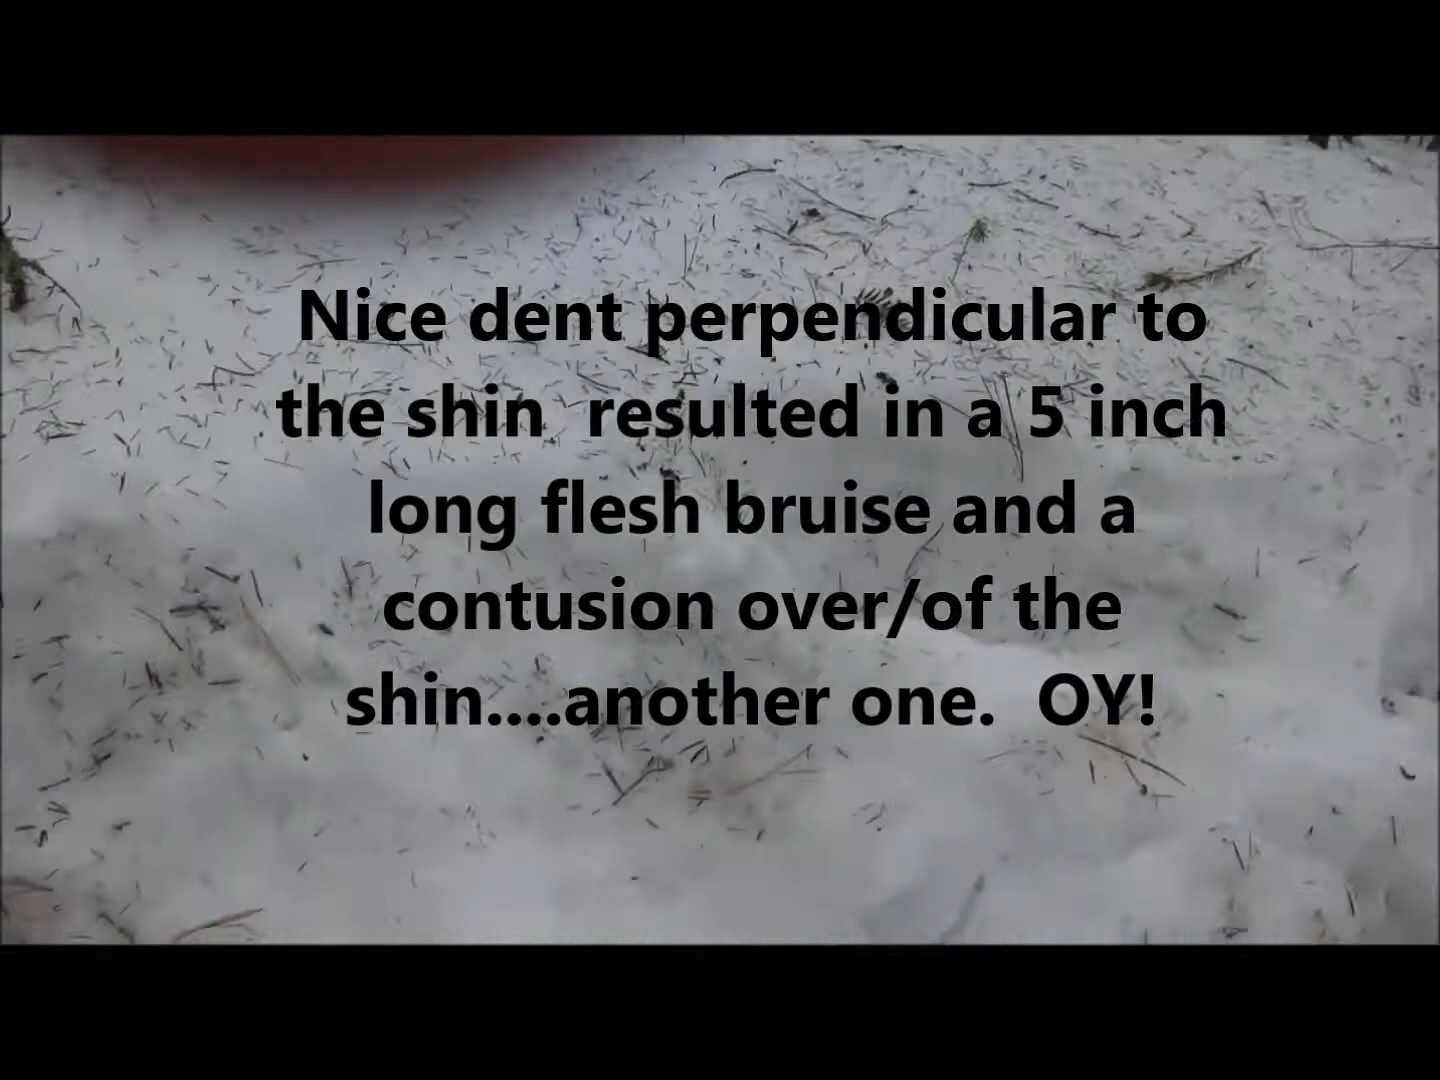 Nice dent perpendicular to
the shin  resulted in a 5 inch
long flesh bruise and a
contusion over/of the
shin....another one.  OY!